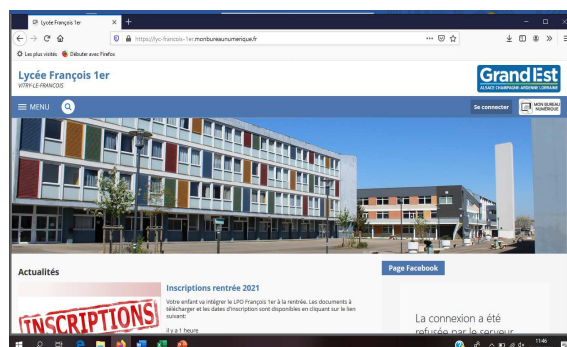 Lycée François 1er
https://lyc-francois-1er.monbureaunumerique.fr
Les plus visités
Débuter avec Firefox
Lycée François 1er
VITRY-LE-FRANCOIS
Grand Est
ALSACE CHAMPAGNE-ARDENNE LORRAINE
MENU
Se connecter
MON BUREAU
NUMÉRIQUE
Actualités
Page Facebook
INSCRIPTIONS
Inscriptions rentrée 2021
Votre enfant va intégrer le LPO François 1er à la rentrée. Les documents à
télécharger et les dates d'inscription sont disponibles en cliquant sur le lien
suivant:
il y a 1 heure
La connexion a été
refusée par le serveur
11:46